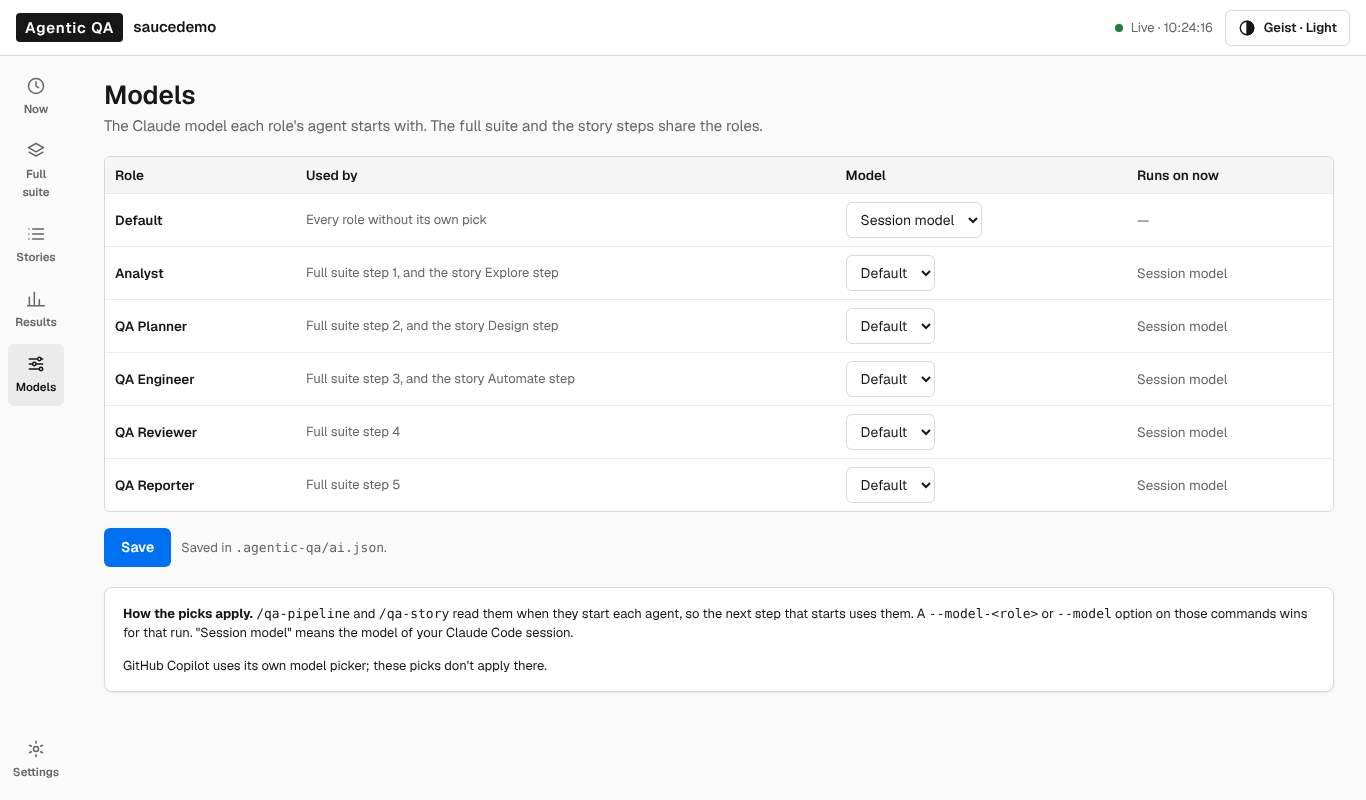 Agentic QA saucedemo
Live · 10:24:16
Geist · Light
Now
Full
suite
Stories
Results
Models
Settings
Models
The Claude model each role's agent starts with. The full suite and the story steps share the roles.
Role Used by Model Runs on now
Default Every role without its own pick Session model —
Analyst Full suite step 1, and the story Explore step Default Session model
QA Planner Full suite step 2, and the story Design step Default Session model
QA Engineer Full suite step 3, and the story Automate step Default Session model
QA Reviewer Full suite step 4 Default Session model
QA Reporter Full suite step 5 Default Session model
Save Saved in .agentic-qa/ai.json.
How the picks apply. /qa-pipeline and /qa-story read them when they start each agent, so the next step that starts uses them. A --model-<role> or --model option on those commands wins
for that run. "Session model" means the model of your Claude Code session.
GitHub Copilot uses its own model picker; these picks don't apply there.